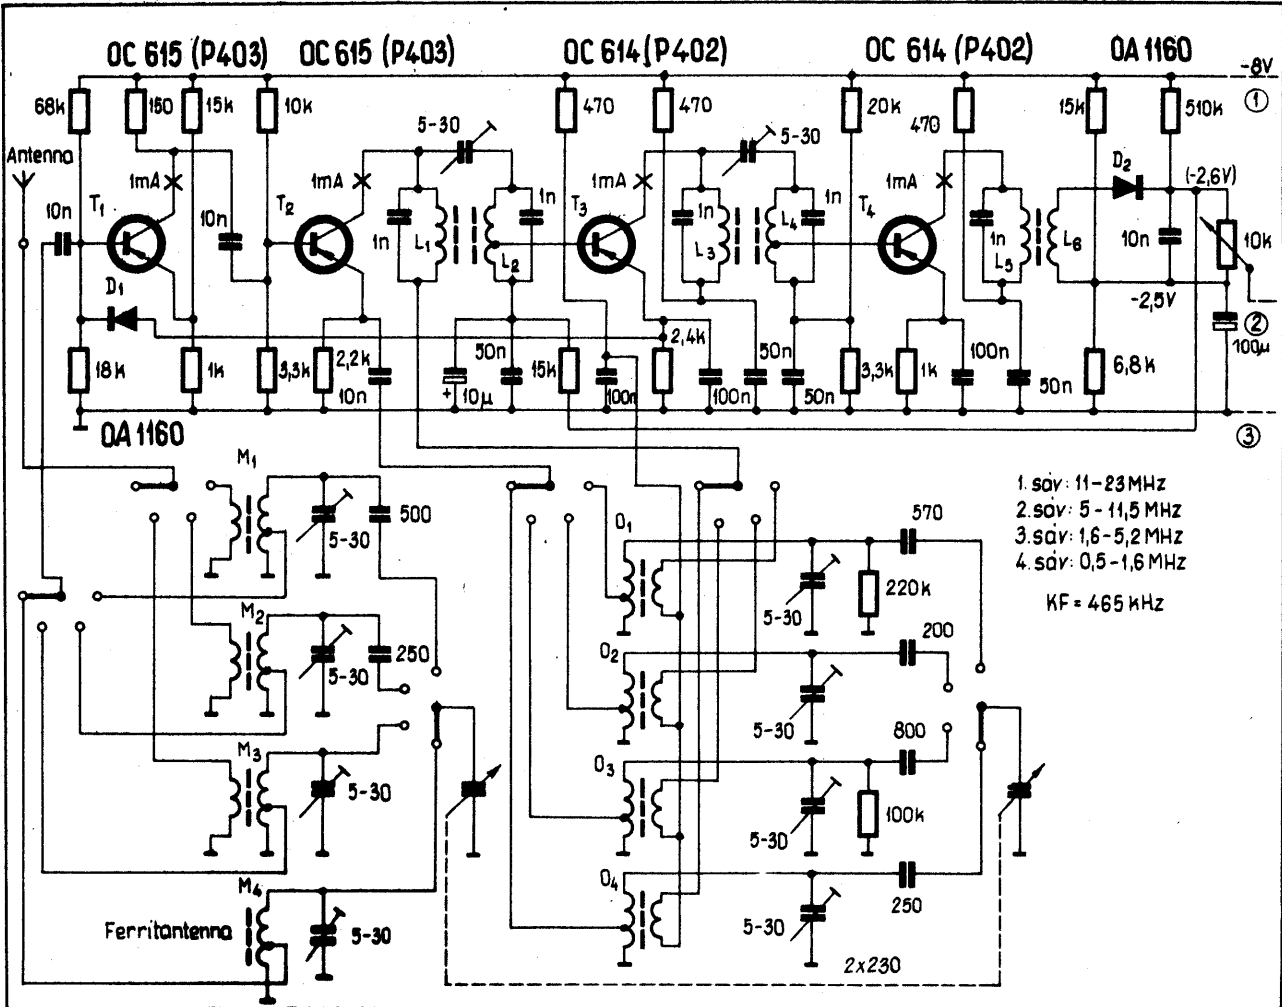 OC 615 (P403)
OC 615 (P403)
OC 614 (P402)
OC 614 (P402)
OA 1160
-8V
68k
150
15k
10k
470
470
20k
470
15k
510k
①
5-30
5-30
Antenna
1mA
1mA
1mA
1mA
D2
(-2,6V)
T1
T2
T3
T4
10n
10n
1n
1n
1n
1n
1n
10n
10k
L1
L2
L3
L4
L5
L6
D1
-2,5V
②
100μ
18k
1k
3,3k
2,2k
10n
+ 10μ
50n
15k
100n
2,4k
100n
50n
50n
3,3k
1k
100n
50n
6,8k
③
OA 1160
M1
5-30
500
M2
5-30
250
M3
5-30
M4
Ferritantenna
5-30
O1
5-30
220k
570
O2
5-30
200
O3
5-30
100k
800
O4
5-30
250
2x230
1. sáv: 11-23 MHz
2. sáv: 5-11,5 MHz
3. sáv: 1,6-5,2 MHz
4. sáv: 0,5-1,6 MHz
KF = 465 kHz